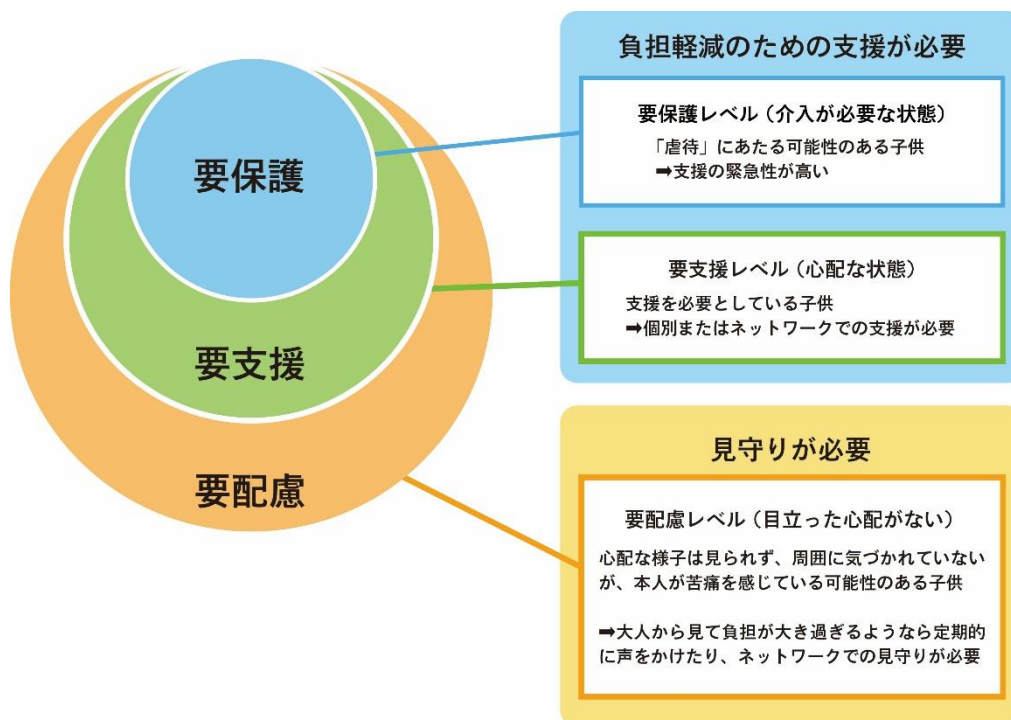 要保護
要支援
要配慮
負担軽減のための支援が必要
要保護レベル（介入が必要な状態）
「虐待」にあたる可能性のある子供
➡支援の緊急性が高い
要支援レベル（心配な状態）
支援を必要としている子供
➡個別またはネットワークでの支援が必要
見守りが必要
要配慮レベル（目立った心配がない）
心配な様子は見られず、周囲に気づかれていない
が、本人が苦痛を感じている可能性のある子供
➡大人から見て負担が大き過ぎるようなら定期的
に声をかけたり、ネットワークでの見守りが必要